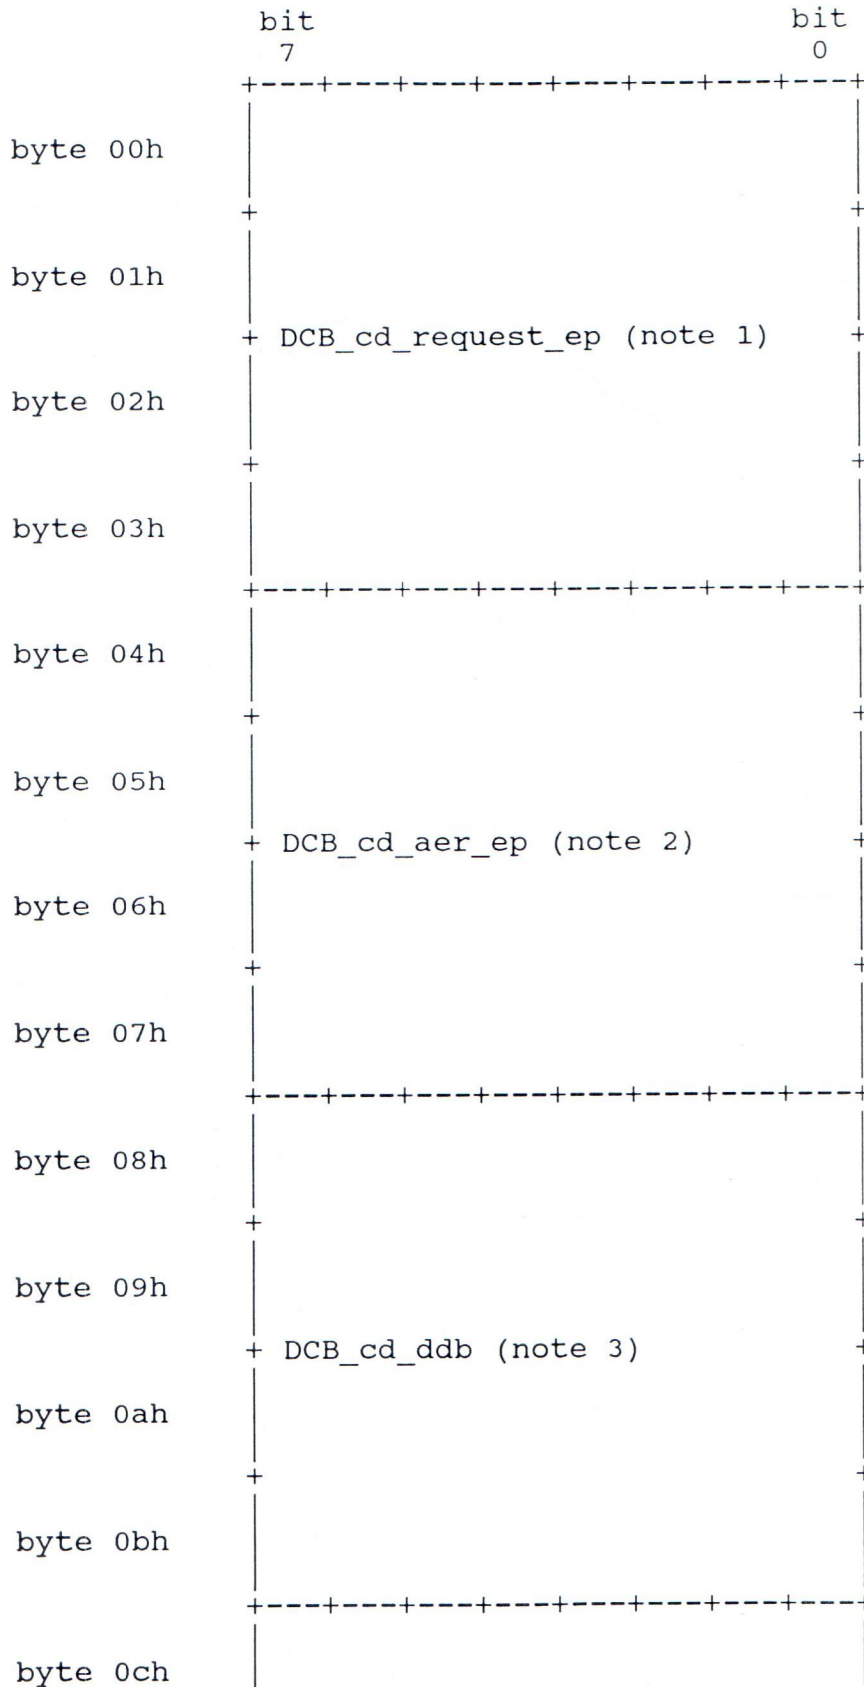 bit bit
7 0
+---+---+---+---+---+---+---+---+
byte 00h
+ +
byte 01h
+ DCB_cd_request_ep (note 1) +
byte 02h
+ +
byte 03h
+---+---+---+---+---+---+---+---+
byte 04h
+ +
byte 05h
+ DCB_cd_aer_ep (note 2) +
byte 06h
+ +
byte 07h
+---+---+---+---+---+---+---+---+
byte 08h
+ +
byte 09h
+ DCB_cd_ddb (note 3) +
byte 0ah
+ +
byte 0bh
+---+---+---+---+---+---+---+---+
byte 0ch